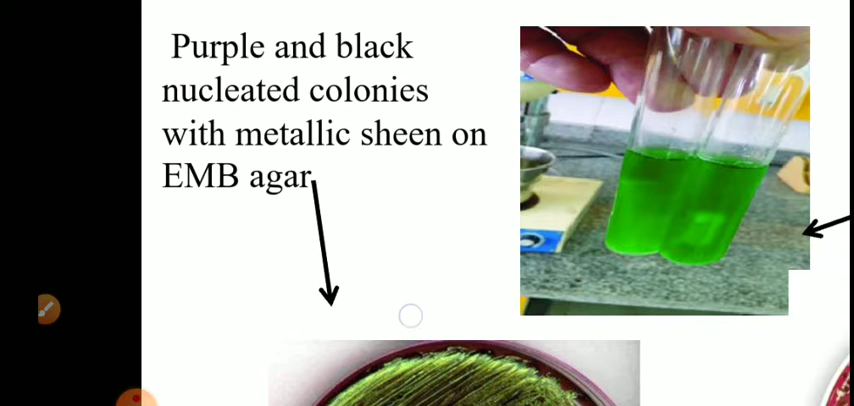 Purple and black
nucleated colonies
with metallic sheen on
EMB agar